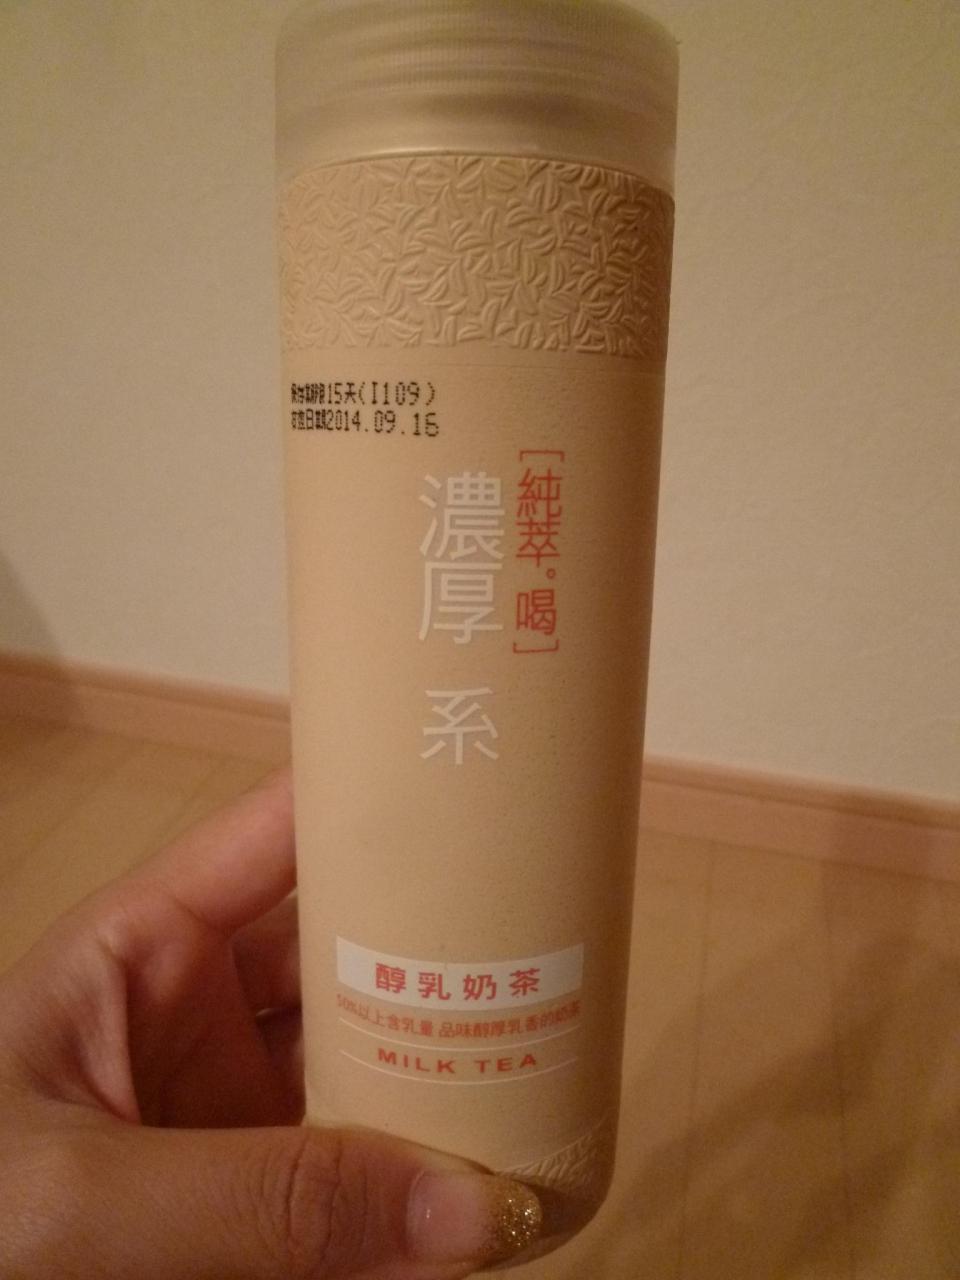 保存期限15天(I109)
有效日期2014.09.16
[純萃。喝]
濃厚 系
醇乳奶茶
50%以上含乳量 品味醇厚乳香的奶茶
MILK TEA